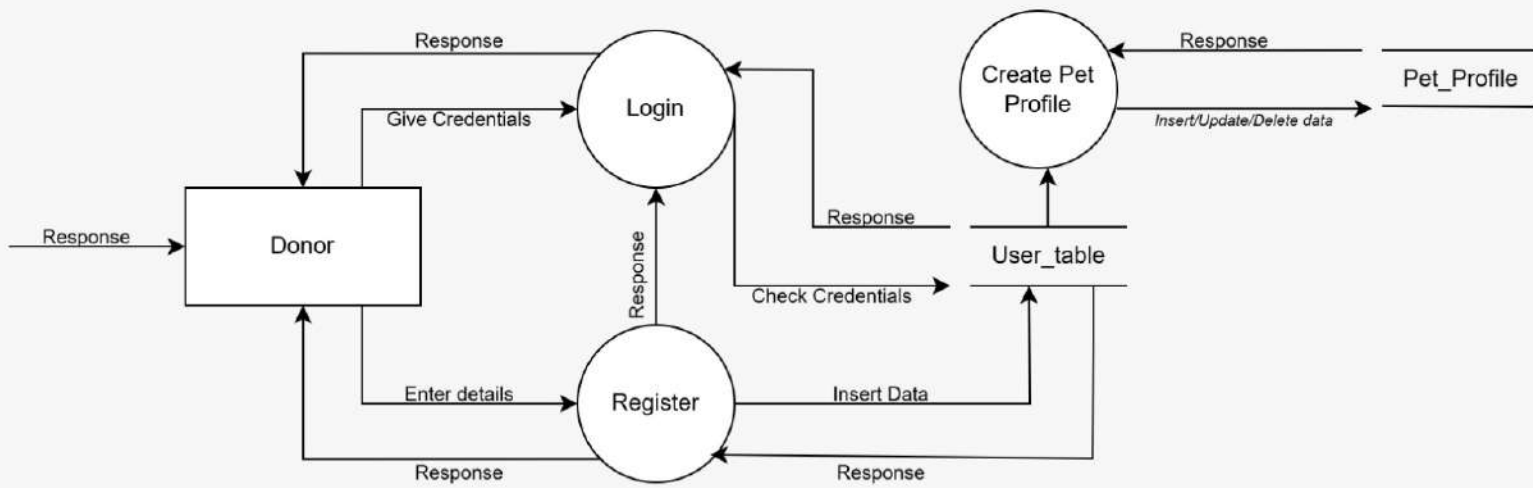 Response
Response
Login
Create Pet
Profile
Pet_Profile
Give Credentials
Insert/Update/Delete data
Response
Response
Donor
Response
User_table
Check Credentials
Enter details
Register
Insert Data
Response
Response